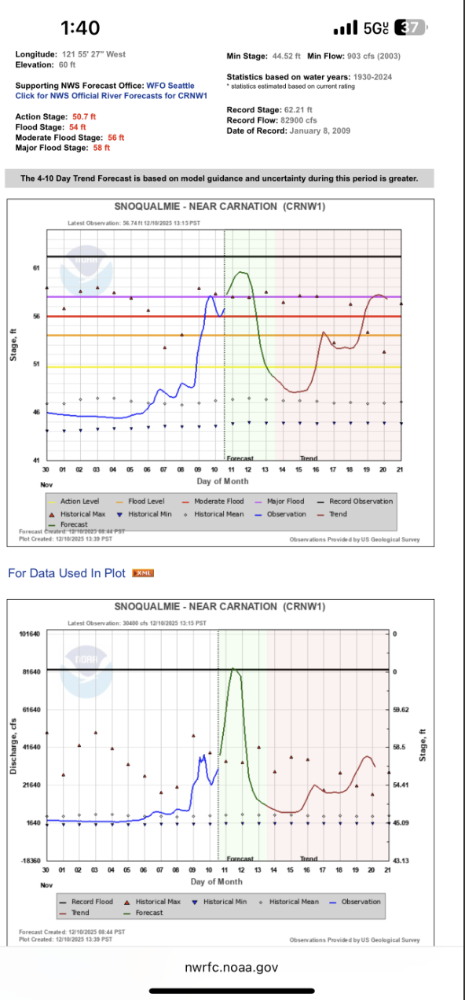 1:40
5G 37
Longitude: 121 55' 27" West
Elevation: 60 ft
Min Stage: 44.52 ft Min Flow: 903 cfs (2003)
Supporting NWS Forecast Office: WFO Seattle
Click for NWS Official River Forecasts for CRNW1
Statistics based on water years: 1930-2024
* statistics estimated based on current rating
Action Stage: 50.7 ft
Flood Stage: 54 ft
Moderate Flood Stage: 56 ft
Major Flood Stage: 58 ft
Record Stage: 62.21 ft
Record Flow: 82900 cfs
Date of Record: January 8, 2009
The 4-10 Day Trend Forecast is based on model guidance and uncertainty during this period is greater.
SNOQUALMIE - NEAR CARNATION (CRNW1)
Latest Observation: 56.74 ft 12/10/2025 13:15 PST
NOAA
Stage, ft
61
56
51
46
41
Forecast Trend
30 01 02 03 04 05 06 07 08 09 10 11 12 13 14 15 16 17 18 19 20 21
Nov
Day of Month
Action Level Flood Level Moderate Flood Major Flood Record Observation
Historical Max Historical Min Historical Mean Observation Trend
Forecast
Forecast Created: 12/10/2025 08:44 PST
Plot Created: 12/10/2025 13:39 PST
Observations Provided by US Geological Survey
For Data Used In Plot XML
SNOQUALMIE - NEAR CARNATION (CRNW1)
Latest Observation: 30400 cfs 12/10/2025 13:15 PST
NOAA
Discharge, cfs
Stage, ft
101640 0
81640 0
61640 59.62
41640 58.5
21640 54.41
1640 45.09
-18360 43.13
Forecast Trend
30 01 02 03 04 05 06 07 08 09 10 11 12 13 14 15 16 17 18 19 20 21
Nov
Day of Month
Record Flood Historical Max Historical Min Historical Mean Observation
Trend Forecast
Forecast Created: 12/10/2025 08:44 PST
Plot Created: 12/10/2025 13:39 PST
Observations Provided by US Geological Survey
nwrfc.noaa.gov